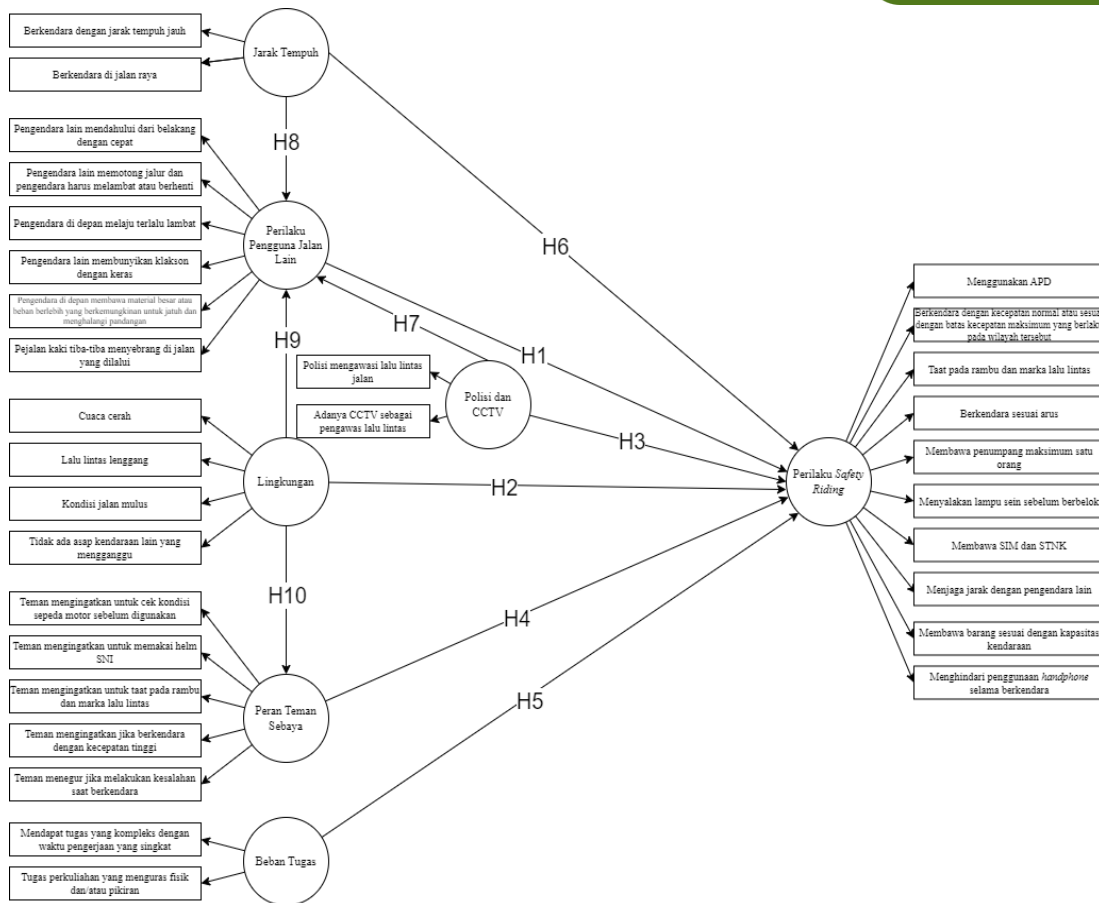 Berkendara dengan jarak tempuh jauh
Berkendara di jalan raya
Jarak Tempuh
H8
Pengendara lain mendahului dari belakang
dengan cepat
Pengendara lain memotong jalur dan
pengendara harus melambat atau berhenti
Pengendara di depan melaju terlalu lambat
Pengendara lain membunyikan klakson
dengan keras
Pengendara di depan membawa material besar atau
beban berlebih yang berkemungkinan untuk jatuh dan
menghalangi pandangan
Pejalan kaki tiba-tiba menyebrang di jalan
yang dilalui
Perilaku
Pengguna Jalan
Lain
H6
H7
H9
H1
Polisi mengawasi lalu lintas
jalan
Adanya CCTV sebagai
pengawas lalu lintas
Polisi dan
CCTV
H3
Cuaca cerah
Lalu lintas lenggang
Kondisi jalan mulus
Tidak ada asap kendaraan lain yang
mengganggu
Lingkungan
H2
H10
Teman mengingatkan untuk cek kondisi
sepeda motor sebelum digunakan
Teman mengingatkan untuk memakai helm
SNI
Teman mengingatkan untuk taat pada rambu
dan marka lalu lintas
Teman mengingatkan jika berkendara
dengan kecepatan tinggi
Teman menegur jika melakukan kesalahan
saat berkendara
Peran Teman
Sebaya
H4
H5
Mendapat tugas yang kompleks dengan
waktu pengerjaan yang singkat
Tugas perkuliahan yang menguras fisik
dan/atau pikiran
Beban Tugas
Perilaku Safety
Riding
Menggunakan APD
Berkendara dengan kecepatan normal atau sesuai
dengan batas kecepatan maksimum yang berlaku
pada wilayah tersebut
Taat pada rambu dan marka lalu lintas
Berkendara sesuai arus
Membawa penumpang maksimum satu
orang
Menyalakan lampu sein sebelum berbelok
Membawa SIM dan STNK
Menjaga jarak dengan pengendara lain
Membawa barang sesuai dengan kapasitas
kendaraan
Menghindari penggunaan handphone
selama berkendara